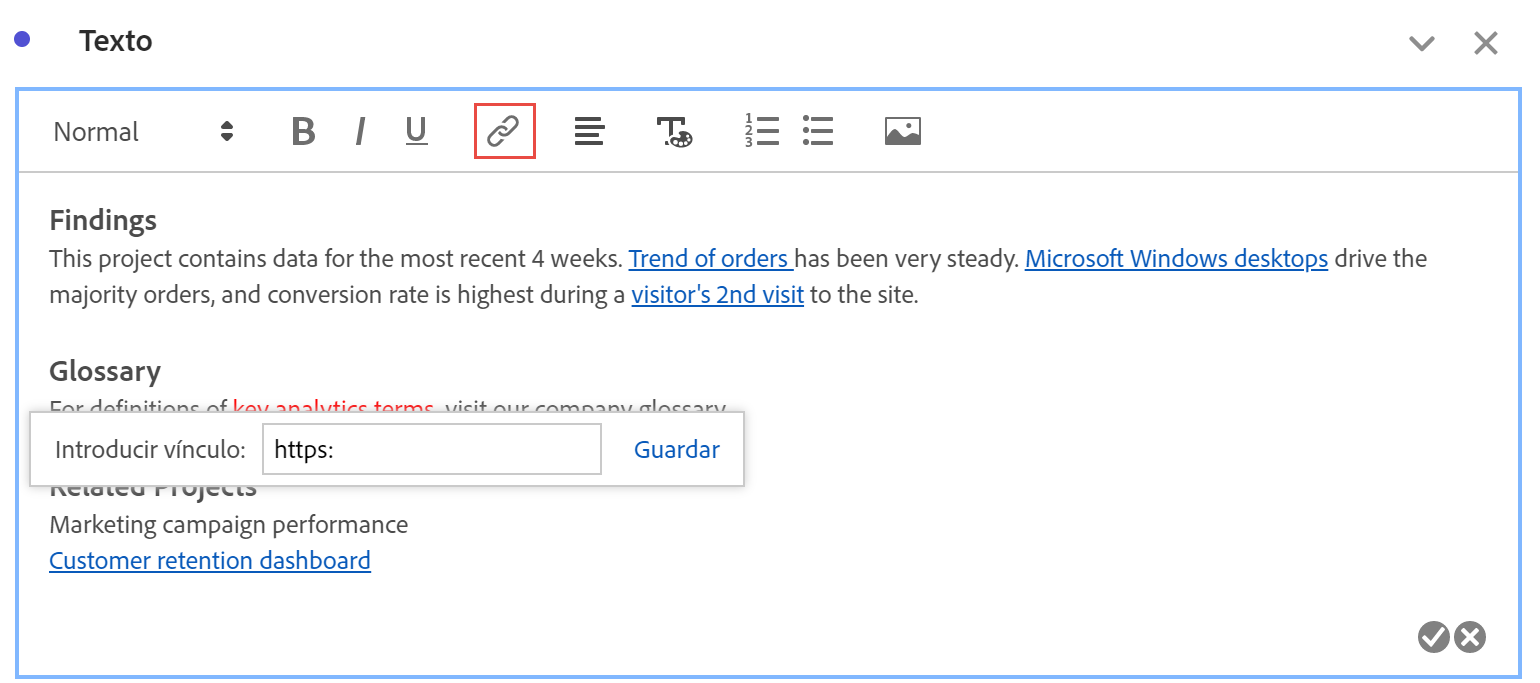 Texto
Normal B I U 1 2 3
Findings
This project contains data for the most recent 4 weeks. Trend of orders has been very steady. Microsoft Windows desktops drive the
majority orders, and conversion rate is highest during a visitor's 2nd visit to the site.
Glossary
For definitions of key analytics terms, visit our company glossary.
Introducir vínculo: https: Guardar
Related Projects
Marketing campaign performance
Customer retention dashboard